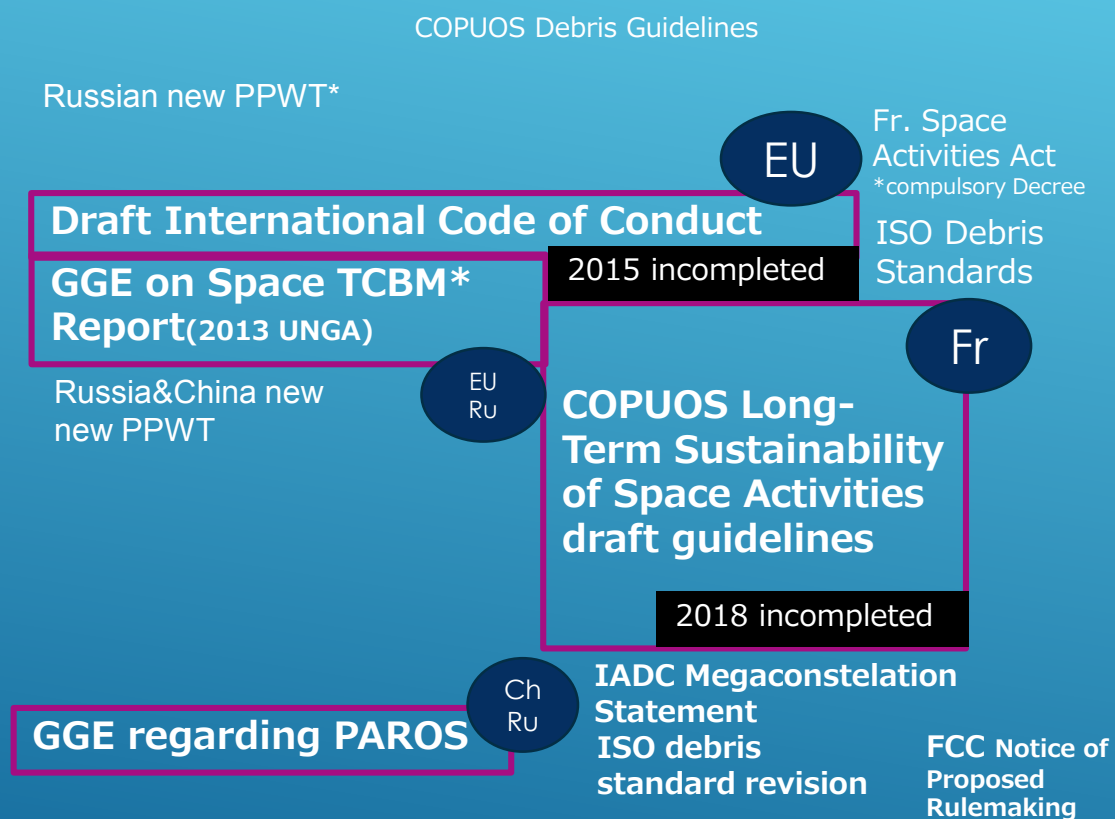 COPUOS Debris Guidelines
Russian new PPWT*
EU
Fr. Space
Activities Act
*compulsory Decree
Draft International Code of Conduct
ISO Debris
Standards
2015 incompleted
GGE on Space TCBM*
Report(2013 UNGA)
Fr
EU
Ru
Russia&China new
new PPWT
COPUOS Long-
Term Sustainability
of Space Activities
draft guidelines
2018 incompleted
Ch
Ru
GGE regarding PAROS
IADC Megaconstelation
Statement
ISO debris
standard revision
FCC Notice of
Proposed
Rulemaking